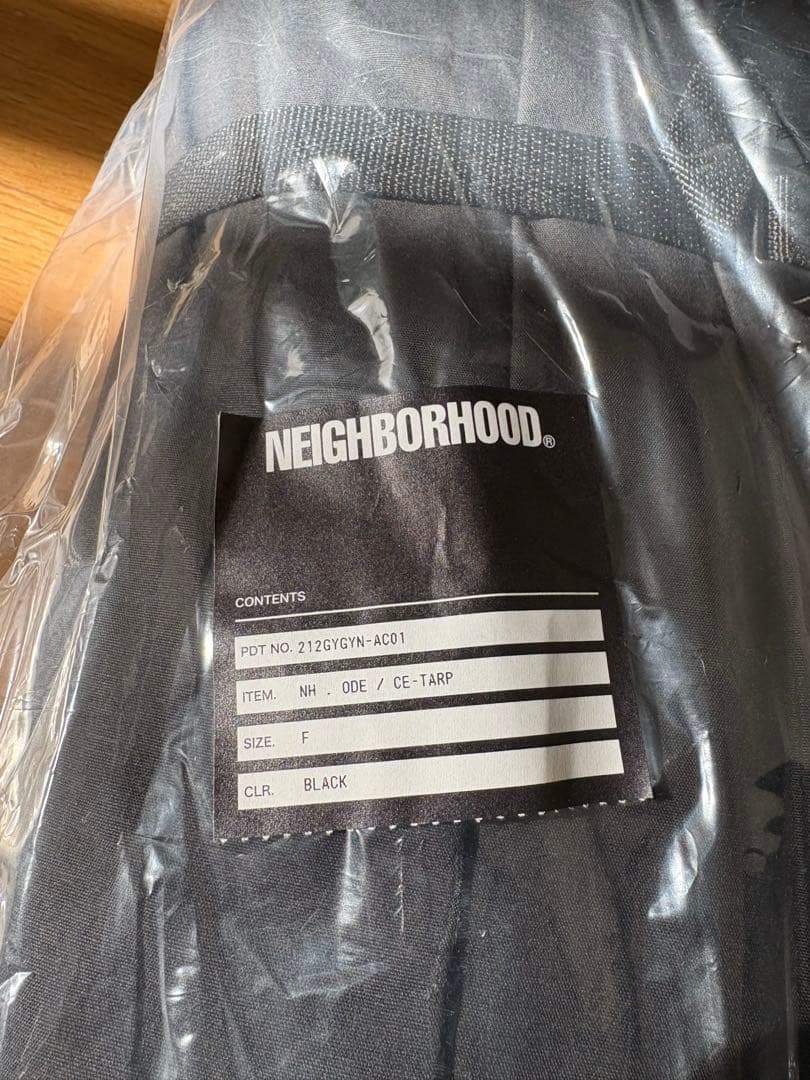 NEIGHBORHOOD®
CONTENTS
PDT NO. 212GYGYN-AC01
ITEM. NH . ODE / CE-TARP
SIZE. F
CLR. BLACK